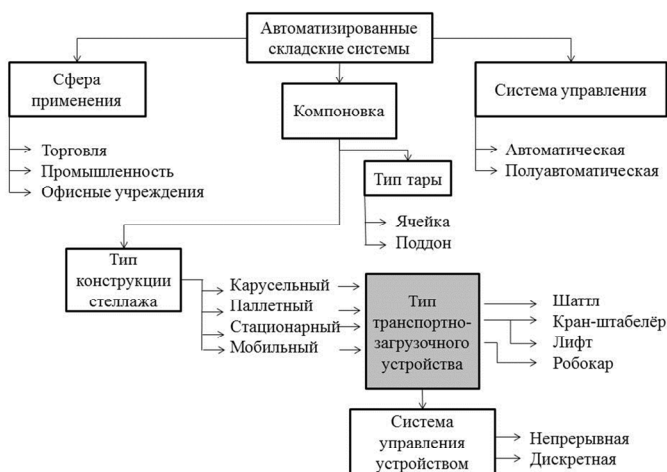 Автоматизированные
складские системы
Сфера
применения
Компоновка
Система управления
Торговля
Промышленность
Офисные учреждения
Автоматическая
Полуавтоматическая
Тип тары
Ячейка
Поддон
Тип
конструкции
стеллажа
Карусельный
Паллетный
Стационарный
Мобильный
Тип
транспортно-
загрузочного
устройства
Шаттл
Кран-штабелёр
Лифт
Робокар
Система
управления
устройством
Непрерывная
Дискретная